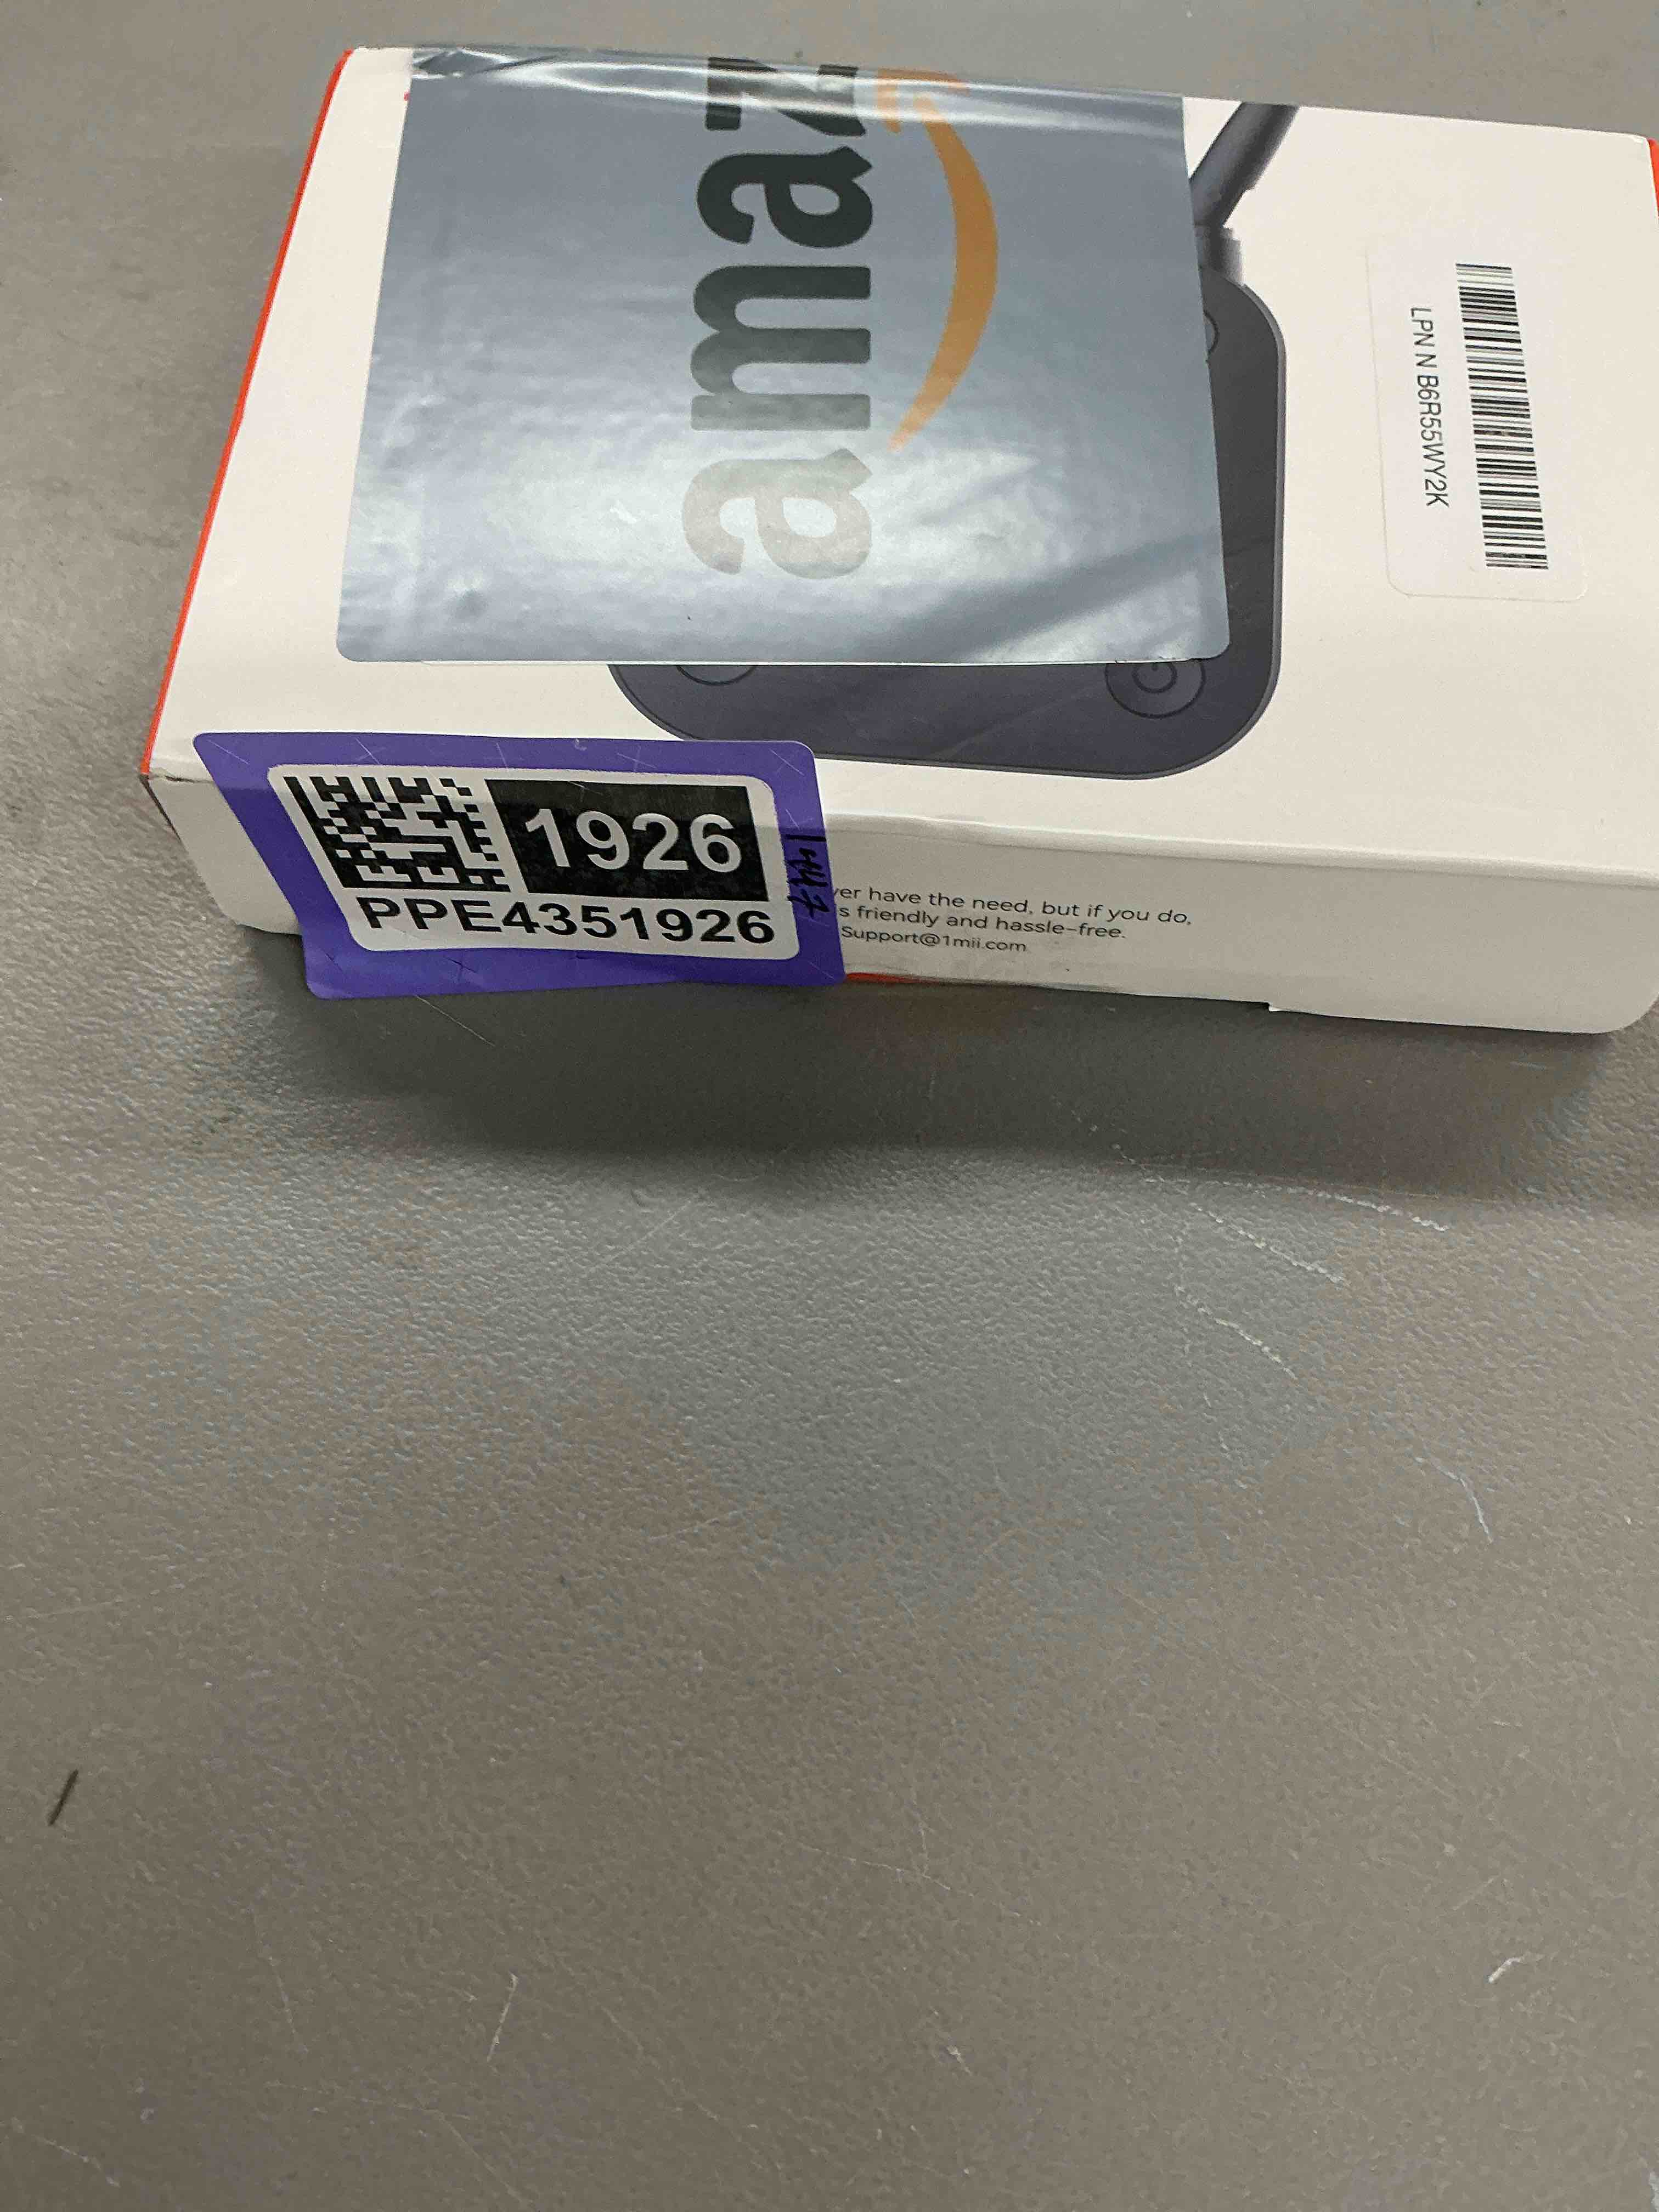 amaz
LPN N B6R55WY2K
1926
PPE4351926
er have the need, but if you do,
s friendly and hassle-free.
Support@1mii.com